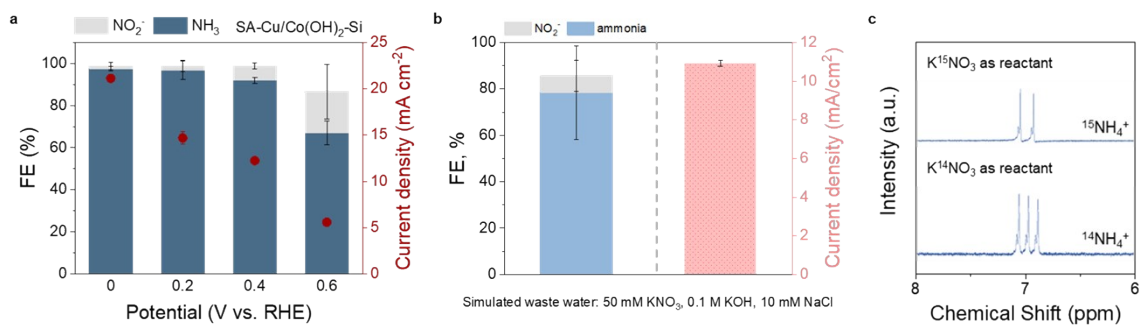 a
NO₂⁻ NH₃ SA-Cu/Co(OH)₂-Si
FE (%)
100
80
60
40
20
0
0 0.2 0.4 0.6
Potential (V vs. RHE)
25
20
15
10
5
0
Current density (mA cm⁻²)
b
NO₂⁻ ammonia
FE, %
100
80
60
40
20
0
12
10
8
6
4
2
0
Current density (mA/cm²)
Simulated waste water: 50 mM KNO₃, 0.1 M KOH, 10 mM NaCl
c
Intensity (a.u.)
K¹⁵NO₃ as reactant
¹⁵NH₄⁺
K¹⁴NO₃ as reactant
¹⁴NH₄⁺
8 7 6
Chemical Shift (ppm)